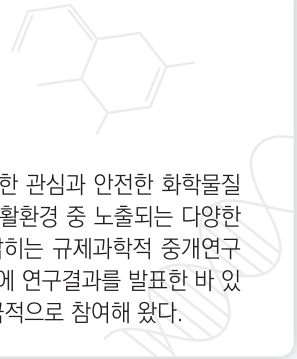 한 관심과 안전한 화학물질
활환경 중 노출되는 다양한
히는 규제과학적 중개연구
에 연구결과를 발표한 바 있
적으로 참여해 왔다.